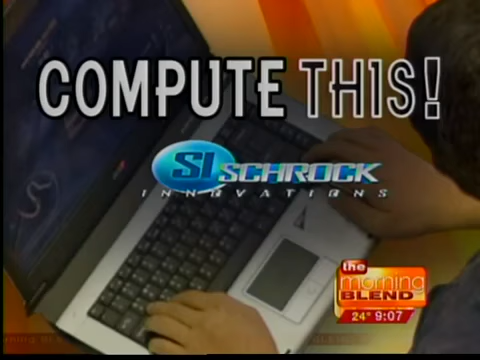 COMPUTE THIS!
SI SCHROCK
INNOVATIONS
the
morning
BLEND
24° 9:07